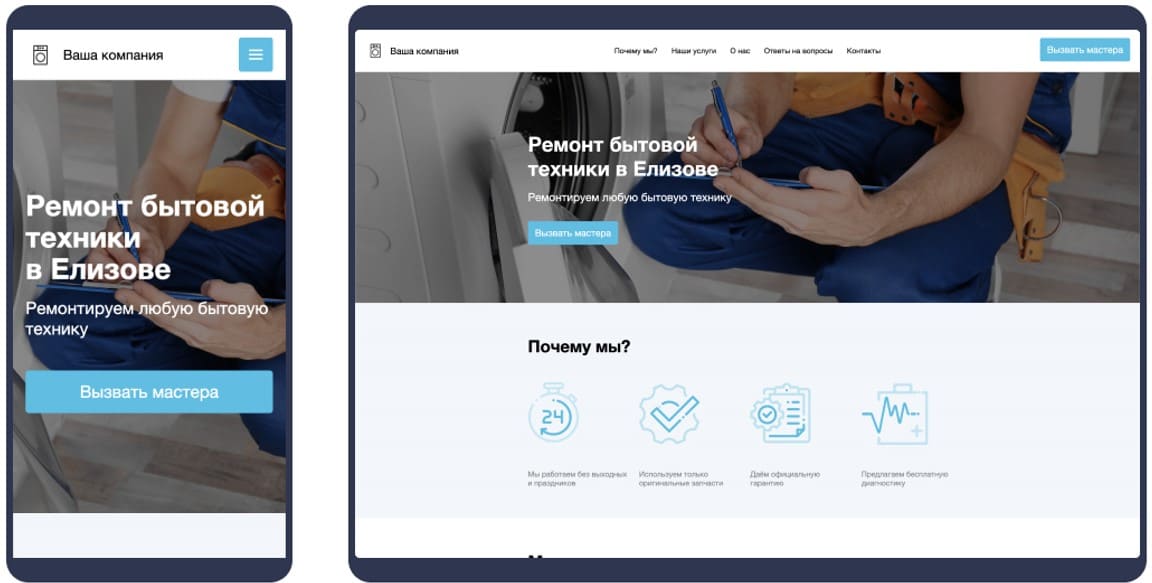 Ваша компания
Ремонт бытовой
техники
в Елизове
Ремонтируем любую бытовую
технику
Вызвать мастера
Ваша компания
Почему мы?
Наши услуги
О нас
Ответы на вопросы
Контакты
Вызвать мастера
Ремонт бытовой
техники в Елизове
Ремонтируем любую бытовую технику
Вызвать мастера
Почему мы?
24
Мы работаем без выходных
и праздников
Используем только
оригинальные запчасти
Даём официальную
гарантию
Предлагаем бесплатную
диагностику